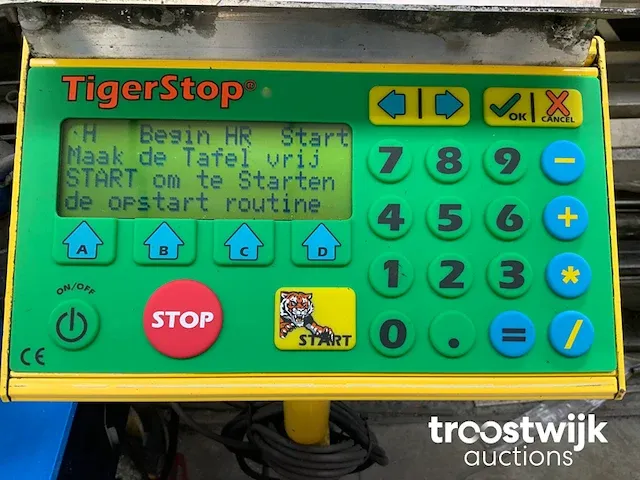 TigerStop®
·H Begin HR Start
Maak de Tafel vrij
START om te Starten
de opstart routine
OK CANCEL
7 8 9 -
4 5 6 +
1 2 3 *
0 . = /
A B C D
ON/OFF
STOP
START
CE
troostwijk
auctions